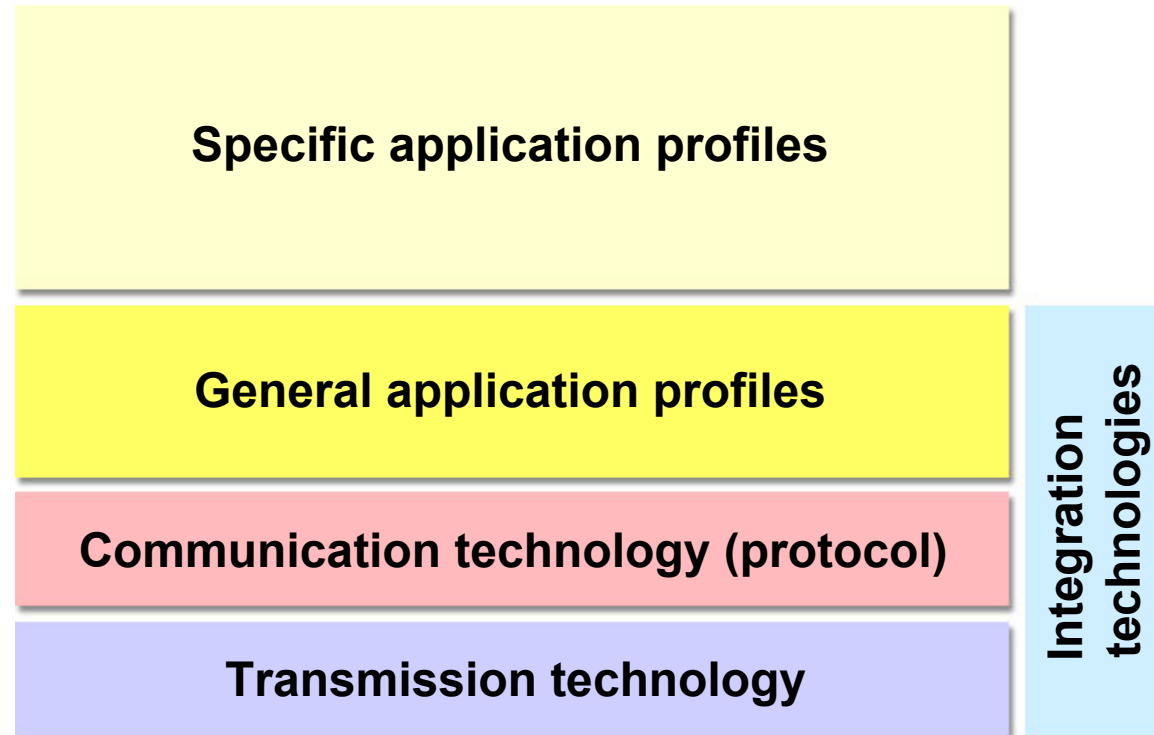 Specific application profiles
General application profiles
Communication technology (protocol)
Transmission technology
Integration
technologies